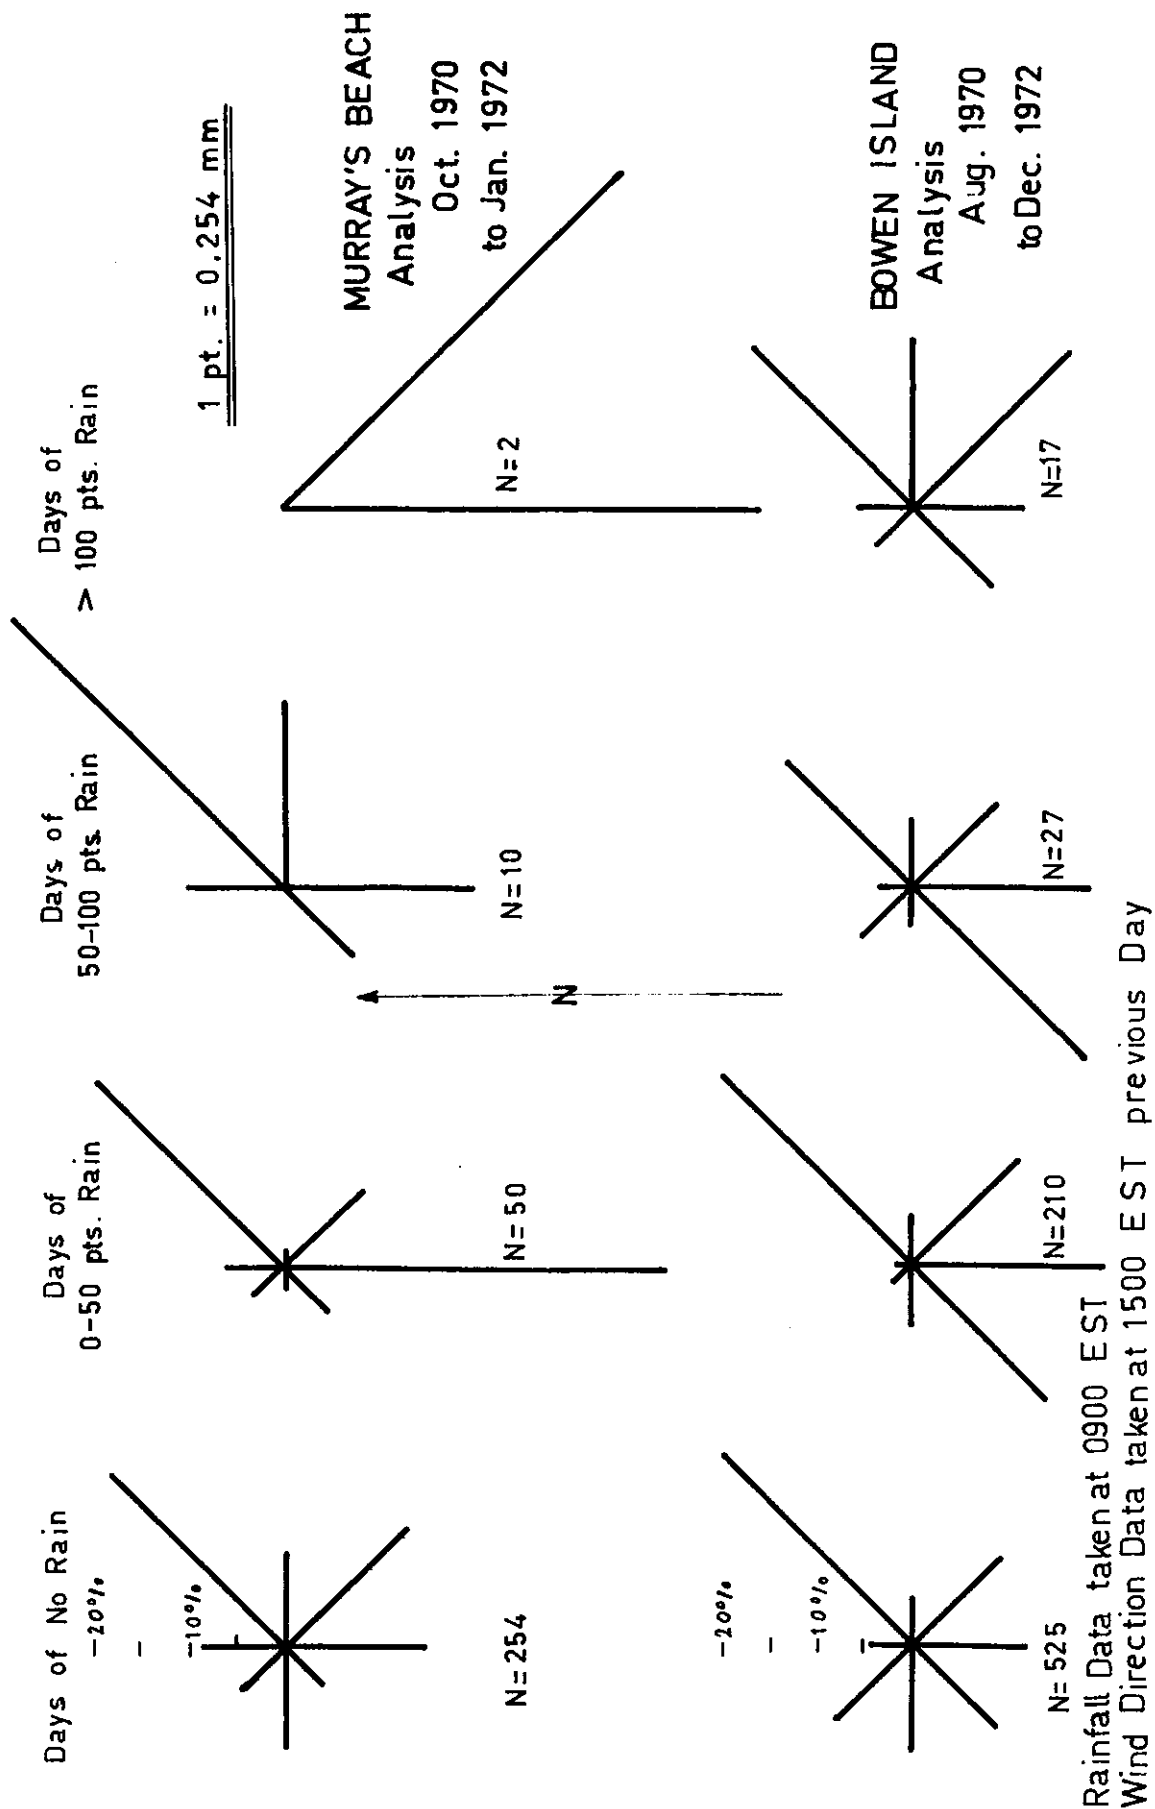 Days of No Rain
Days of
0-50 pts. Rain
Days of
50-100 pts. Rain
Days of
> 100 pts. Rain
1 pt. = 0.254 mm
-20%
-
-10%
-
N=254
N=50
N=10
N=2
MURRAY'S BEACH
Analysis
Oct. 1970
to Jan. 1972
N
-20%
-
-10%
-
N=525
N=210
N=27
N=17
BOWEN ISLAND
Analysis
Aug. 1970
to Dec. 1972
Rainfall Data taken at 0900 EST
Wind Direction Data taken at 1500 EST previous Day